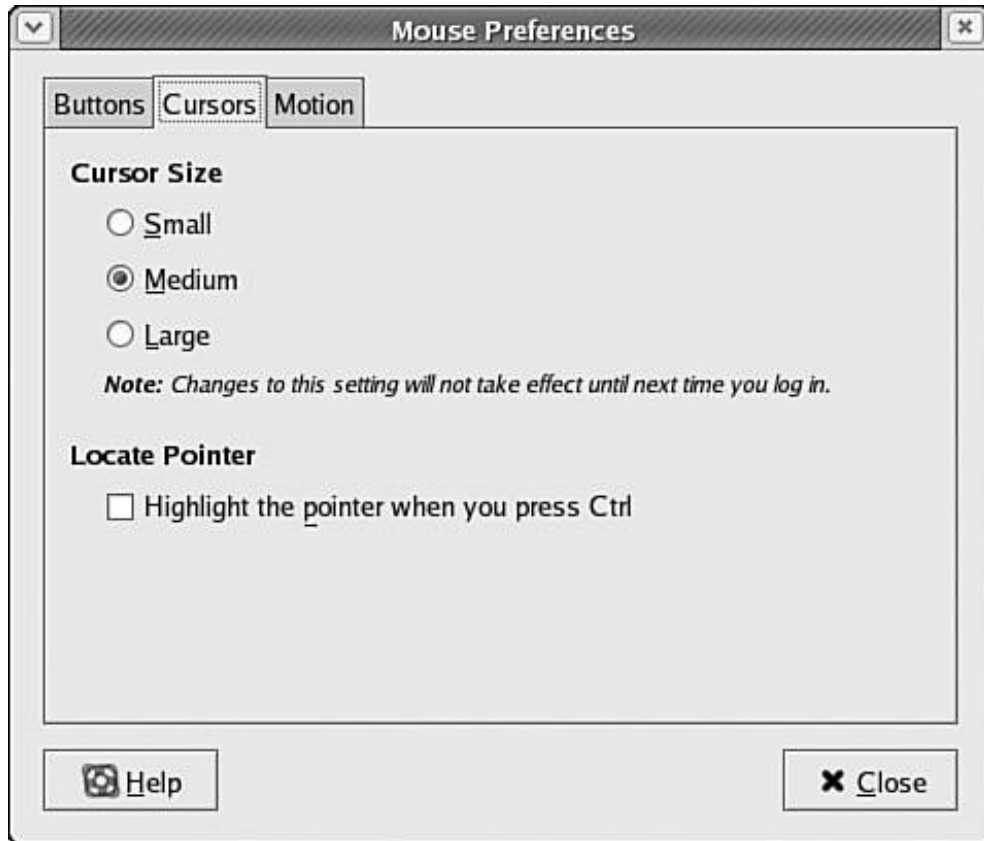 Mouse Preferences
Buttons Cursors Motion
Cursor Size
Small
Medium
Large
Note: Changes to this setting will not take effect until next time you log in.
Locate Pointer
Highlight the pointer when you press Ctrl
Help Close